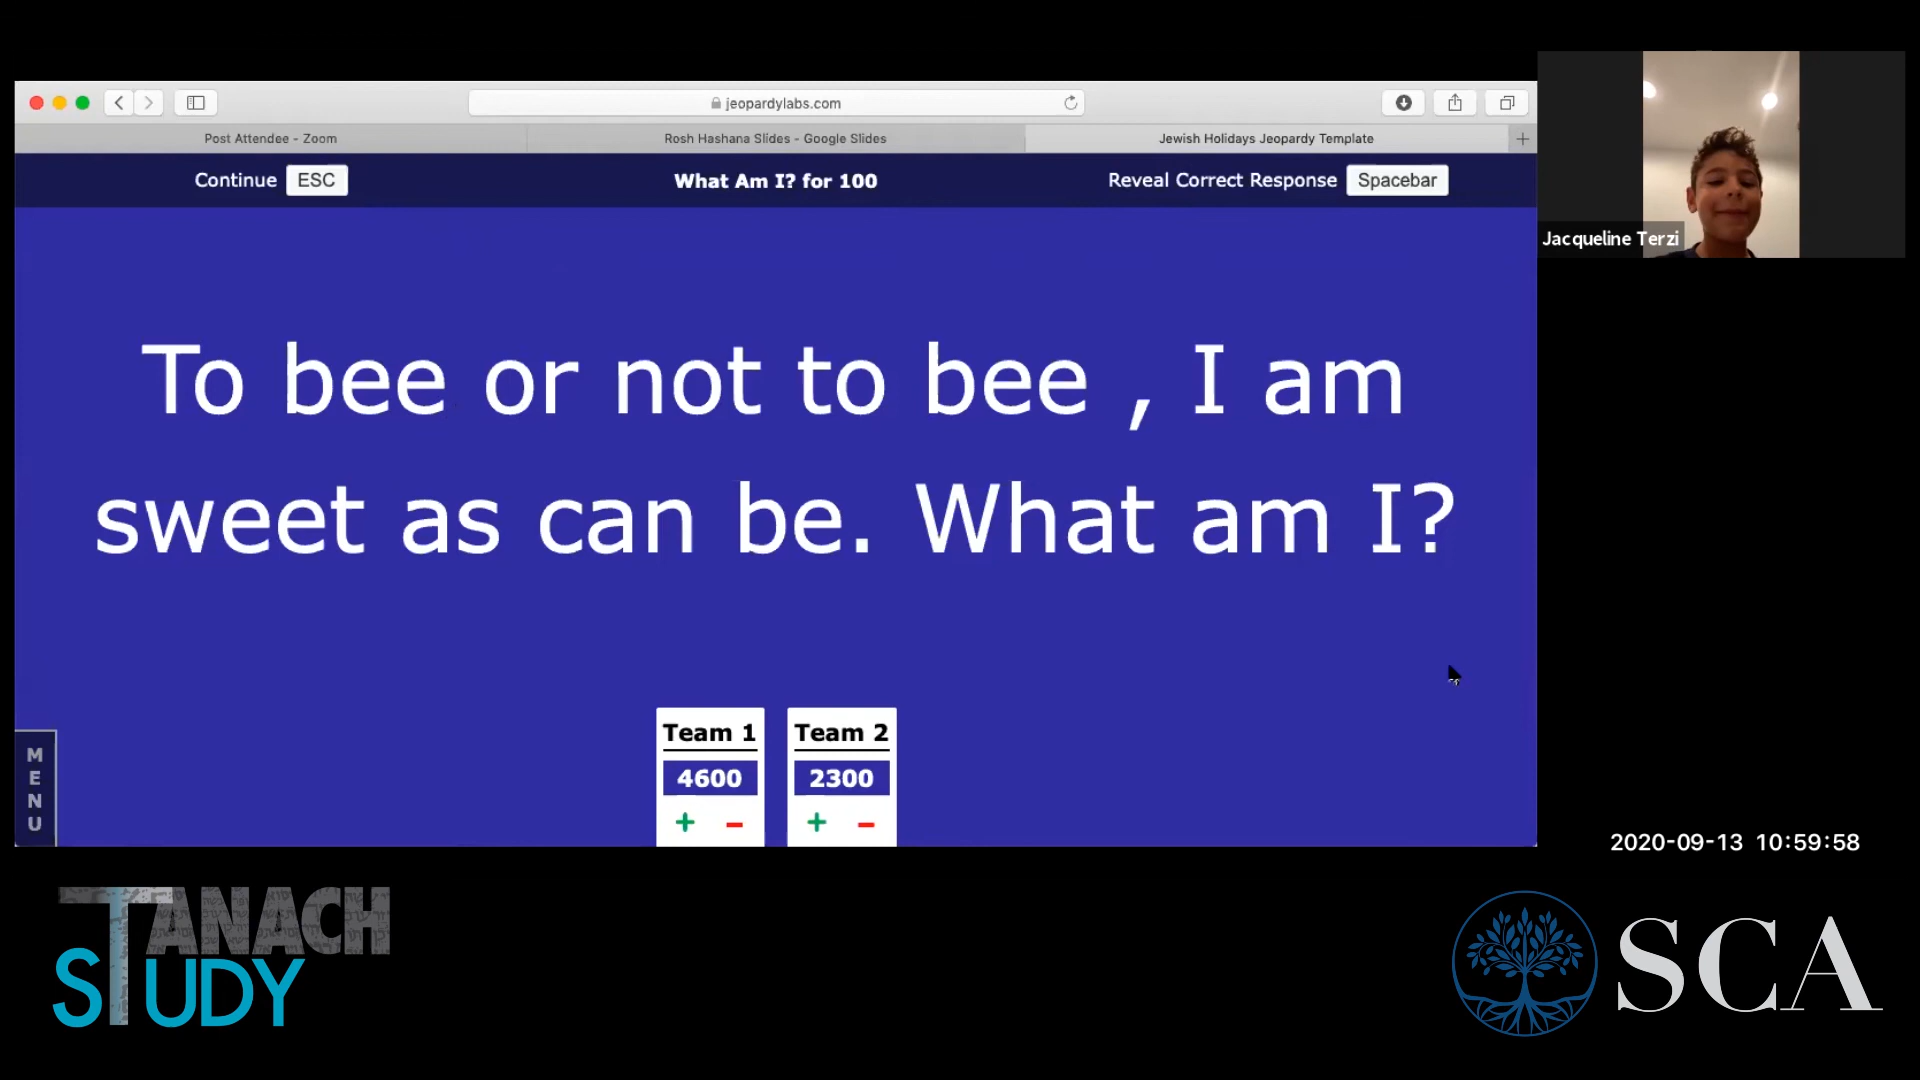 jeopardylabs.com
Post Attendee - Zoom
Rosh Hashana Slides - Google Slides
Jewish Holidays Jeopardy Template
Continue ESC
What Am I? for 100
Reveal Correct Response Spacebar
To bee or not to bee , I am
sweet as can be. What am I?
Jacqueline Terzi
MENU
Team 1
4600
+ −
Team 2
2300
+ −
2020-09-13 10:59:58
TANACH
STUDY
SCA